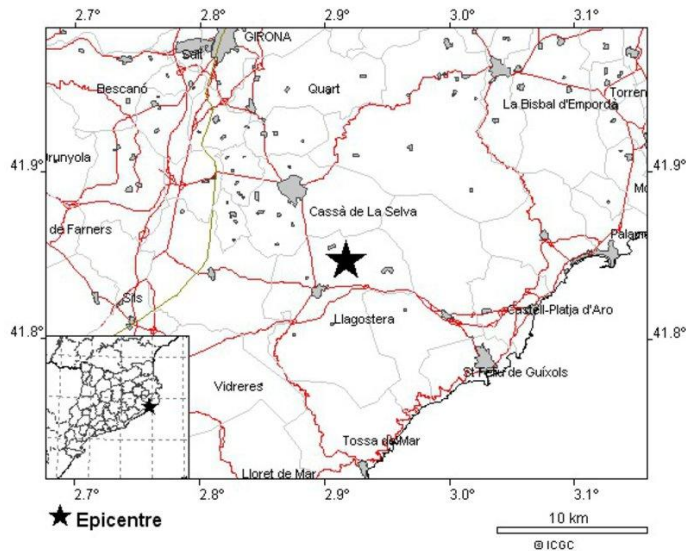 2.7° 2.8° 2.9° 3.0° 3.1°
GIRONA
Salt
Bescanó Quart
La Bisbal d'Empordà
Torren
41.9° 41.9°
Cassà de La Selva
de Farners
Palam
Sils
Castell-Platja d'Aro
41.8° 41.8°
Llagostera
St Feliu de Guíxols
Vidreres
Tossa de Mar
Lloret de Mar
2.7° 2.8° 2.9° 3.0° 3.1°
Epicentre
10 km
@ ICGC